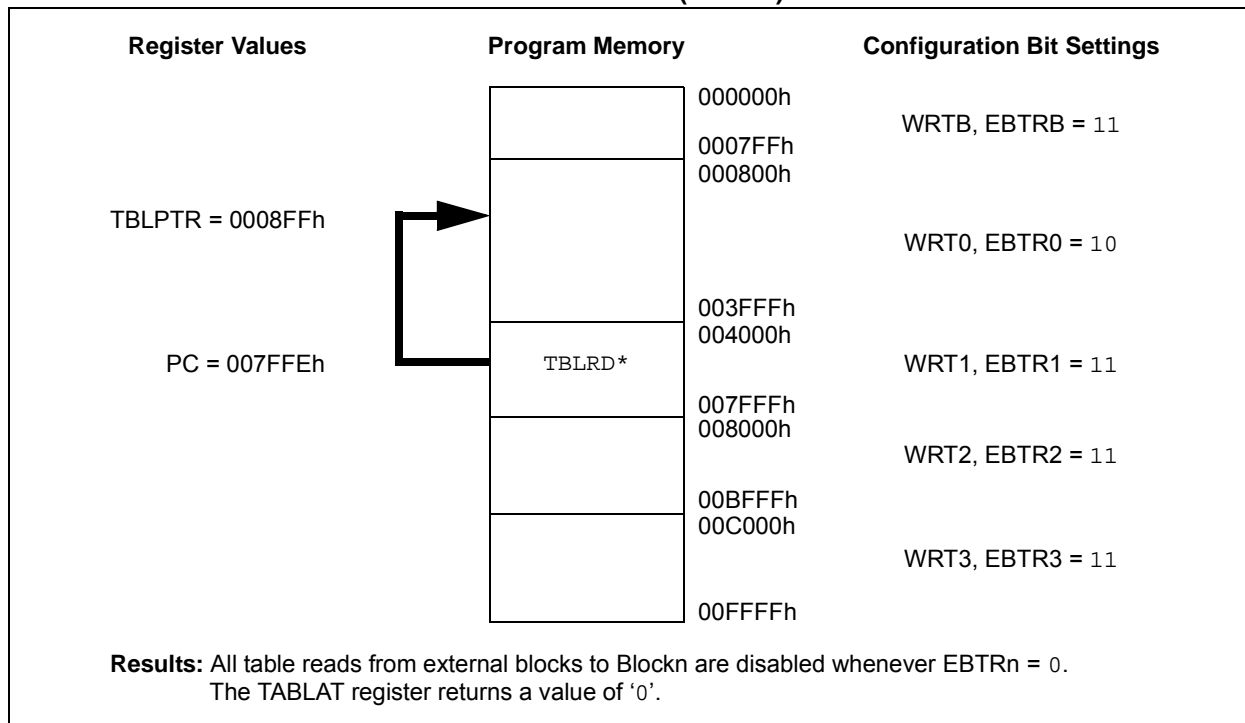 Register Values
Program Memory
Configuration Bit Settings
000000h
WRTB, EBTRB = 11
0007FFh
000800h
TBLPTR = 0008FFh
WRT0, EBTR0 = 10
003FFFh
004000h
PC = 007FFEh
TBLRD*
WRT1, EBTR1 = 11
007FFFh
008000h
WRT2, EBTR2 = 11
00BFFFh
00C000h
WRT3, EBTR3 = 11
00FFFFh
Results: All table reads from external blocks to Blockn are disabled whenever EBTRn = 0.
The TABLAT register returns a value of ‘0’.